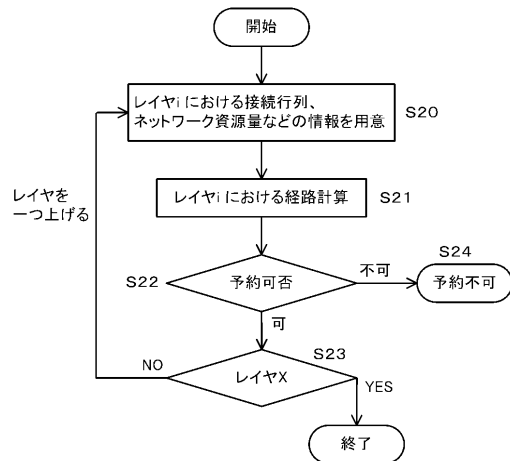 開始
レイヤi における接続行列、
ネットワーク資源量などの情報を用意
S20
レイヤを
一つ上げる
レイヤi における経路計算
S21
S22
予約可否
不可
S24
予約不可
可
S23
NO
レイヤX
YES
終了